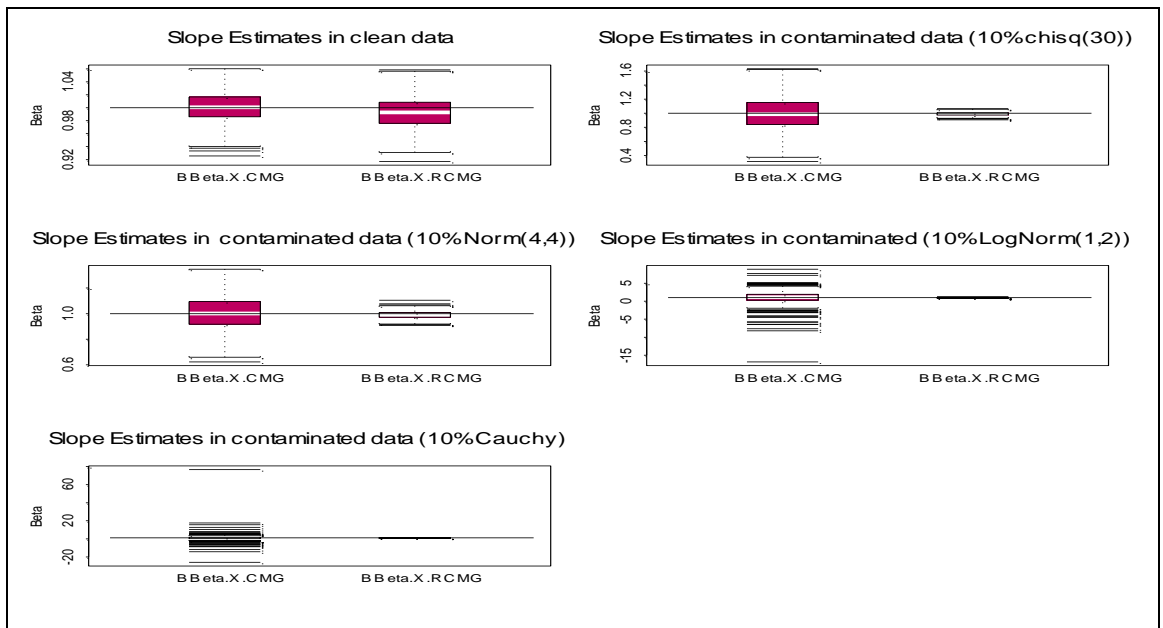 Slope Estimates in clean data
Beta
0.92
0.98
1.04
BBeta.X.CMG
BBeta.X.RCMG
Slope Estimates in contaminated data (10%chisq(30))
Beta
0.4
0.8
1.2
1.6
BBeta.X.CMG
BBeta.X.RCMG
Slope Estimates in contaminated data (10%Norm(4,4))
Beta
0.6
1.0
BBeta.X.CMG
BBeta.X.RCMG
Slope Estimates in contaminated (10%LogNorm(1,2))
Beta
-15
-5
0
5
BBeta.X.CMG
BBeta.X.RCMG
Slope Estimates in contaminated data (10%Cauchy)
Beta
-20
20
60
BBeta.X.CMG
BBeta.X.RCMG